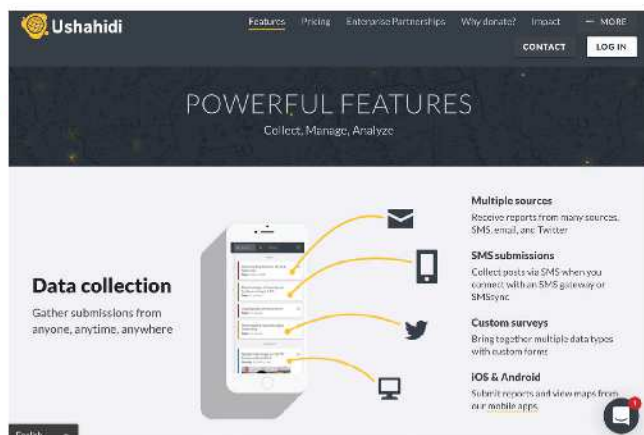 Ushahidi
Features Pricing Enterprise Partnerships Why donate? Impact MORE
CONTACT LOG IN
POWERFUL FEATURES
Collect, Manage, Analyze
Multiple sources
Receive reports from many sources,
SMS, email, and Twitter
SMS submissions
Collect posts via SMS when you
connect with an SMS gateway or
SMSsync
Data collection
Gather submissions from
anyone, anytime, anywhere
Custom surveys
Bring together multiple data types
with custom forms
iOS & Android
Submit reports and view maps from
our mobile apps.
English